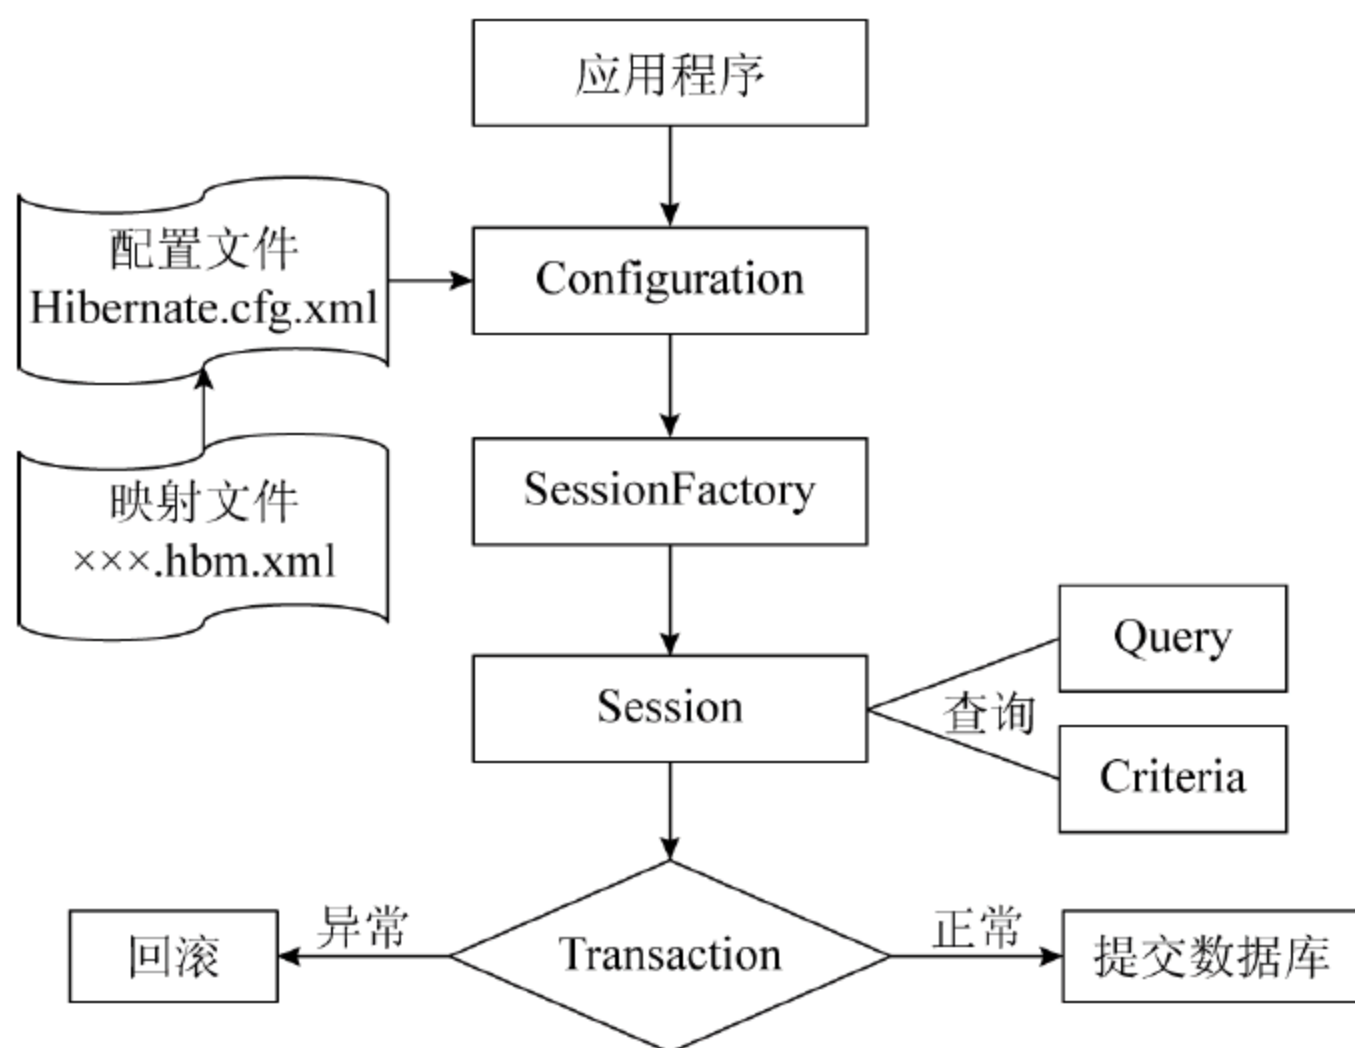 应用程序
配置文件
Hibernate.cfg.xml
Configuration
映射文件
×××.hbm.xml
SessionFactory
Session
查询
Query
Criteria
回滚
异常
Transaction
正常
提交数据库